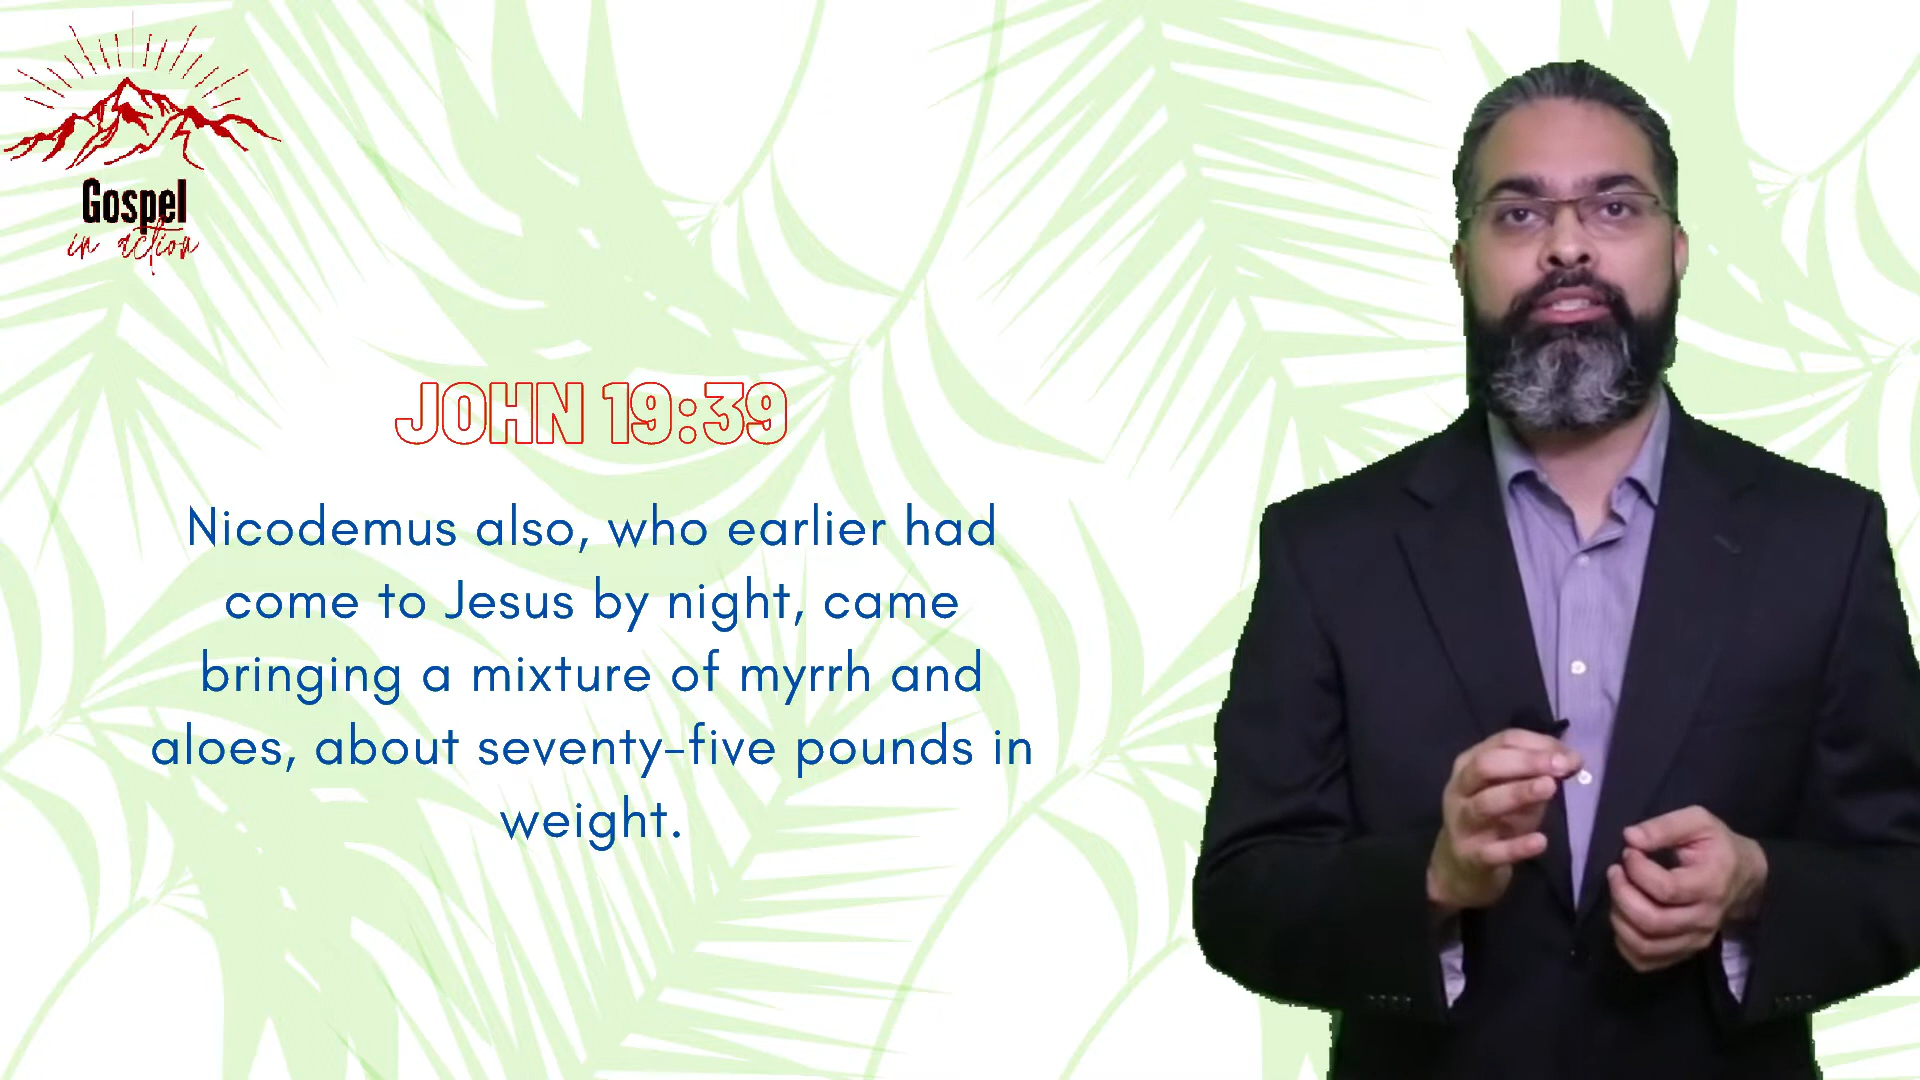 Gospel
in action
JOHN 19:39
Nicodemus also, who earlier had
come to Jesus by night, came
bringing a mixture of myrrh and
aloes, about seventy-five pounds in
weight.